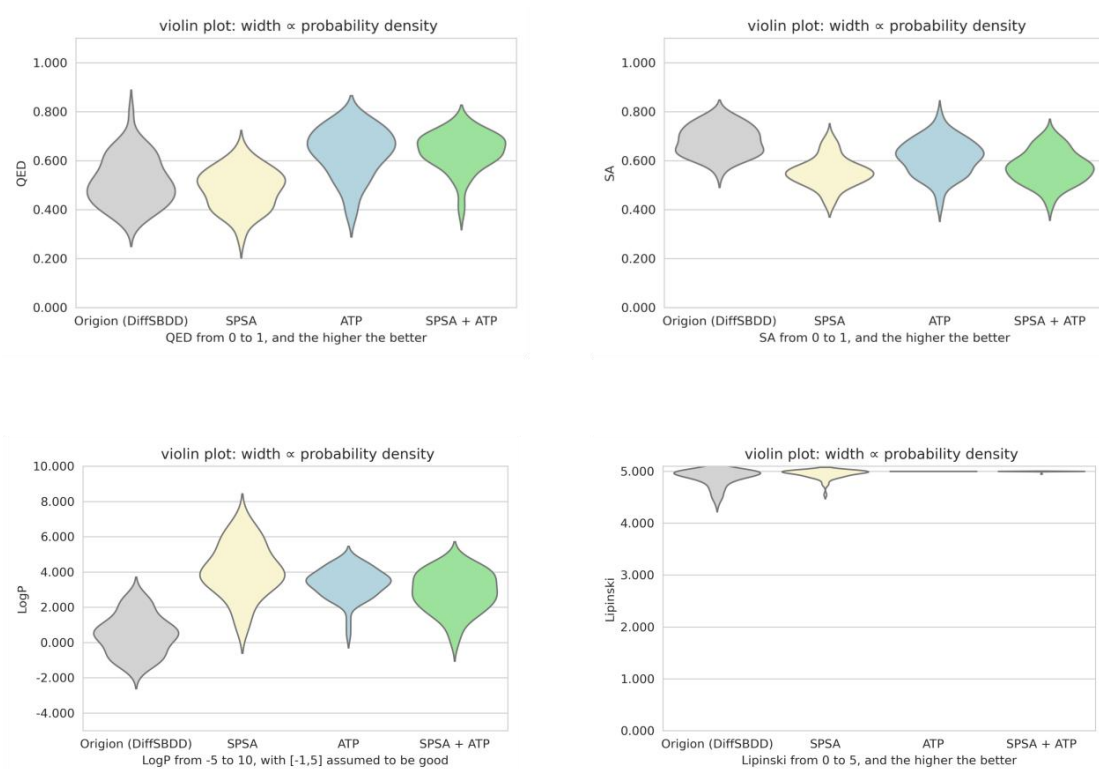 violin plot: width ∝ probability density
1.000
0.800
0.600
0.400
0.200
0.000
QED
Origion (DiffSBDD) SPSA ATP SPSA + ATP
QED from 0 to 1, and the higher the better
violin plot: width ∝ probability density
1.000
0.800
0.600
0.400
0.200
0.000
SA
Origion (DiffSBDD) SPSA ATP SPSA + ATP
SA from 0 to 1, and the higher the better
violin plot: width ∝ probability density
10.000
8.000
6.000
4.000
2.000
0.000
-2.000
-4.000
LogP
Origion (DiffSBDD) SPSA ATP SPSA + ATP
LogP from -5 to 10, with [-1,5] assumed to be good
violin plot: width ∝ probability density
5.000
4.000
3.000
2.000
1.000
0.000
Lipinski
Origion (DiffSBDD) SPSA ATP SPSA + ATP
Lipinski from 0 to 5, and the higher the better